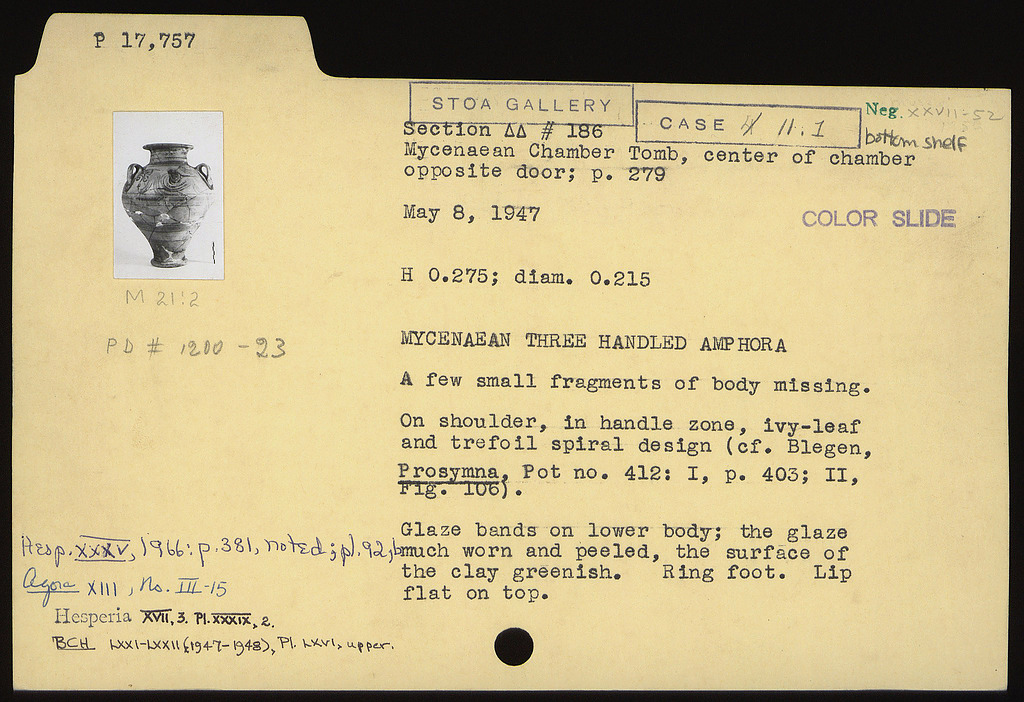 P 17,757
STOA GALLERY
CASE 11.1
Neg. XXVII-52
bottom shelf
Section ΔΔ # 186
Mycenaean Chamber Tomb, center of chamber
opposite door; p. 279
May 8, 1947
COLOR SLIDE
H 0.275; diam. 0.215
M 21:2
PD # 1200-23
MYCENAEAN THREE HANDLED AMPHORA
A few small fragments of body missing.
On shoulder, in handle zone, ivy-leaf
and trefoil spiral design (cf. Blegen,
Prosymna, Pot no. 412: I, p. 403; II,
Fig. 106).
Glaze bands on lower body; the glaze
much worn and peeled, the surface of
the clay greenish. Ring foot. Lip
flat on top.
Hesp. XXXV, 1966: p. 381, noted; pl. 92, b
Agora XIII, No. III-15
Hesperia XVII, 3. Pl. XXXIX, 2.
BCH LXXI-LXXII (1947-1948), Pl. LXVI, upper.